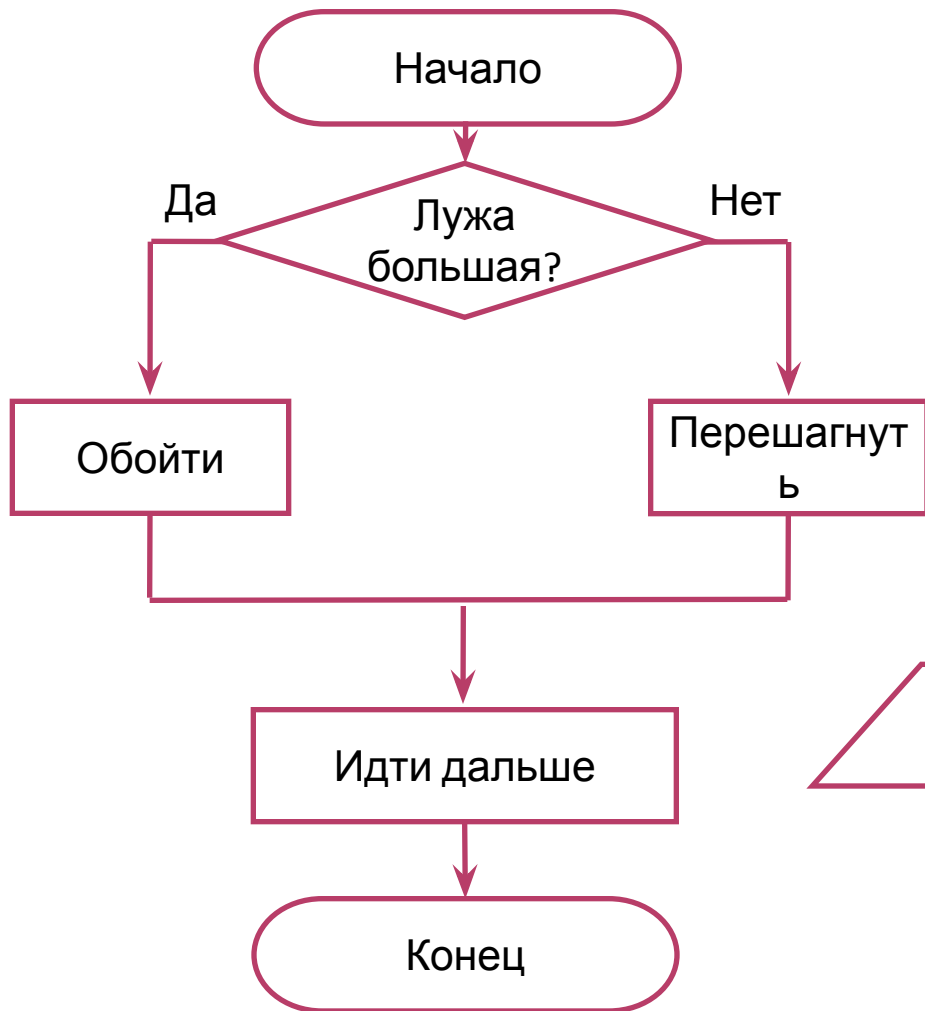 Начало
Да
Нет
Лужа
большая?
Обойти
Перешагнут
ь
Идти дальше
Конец